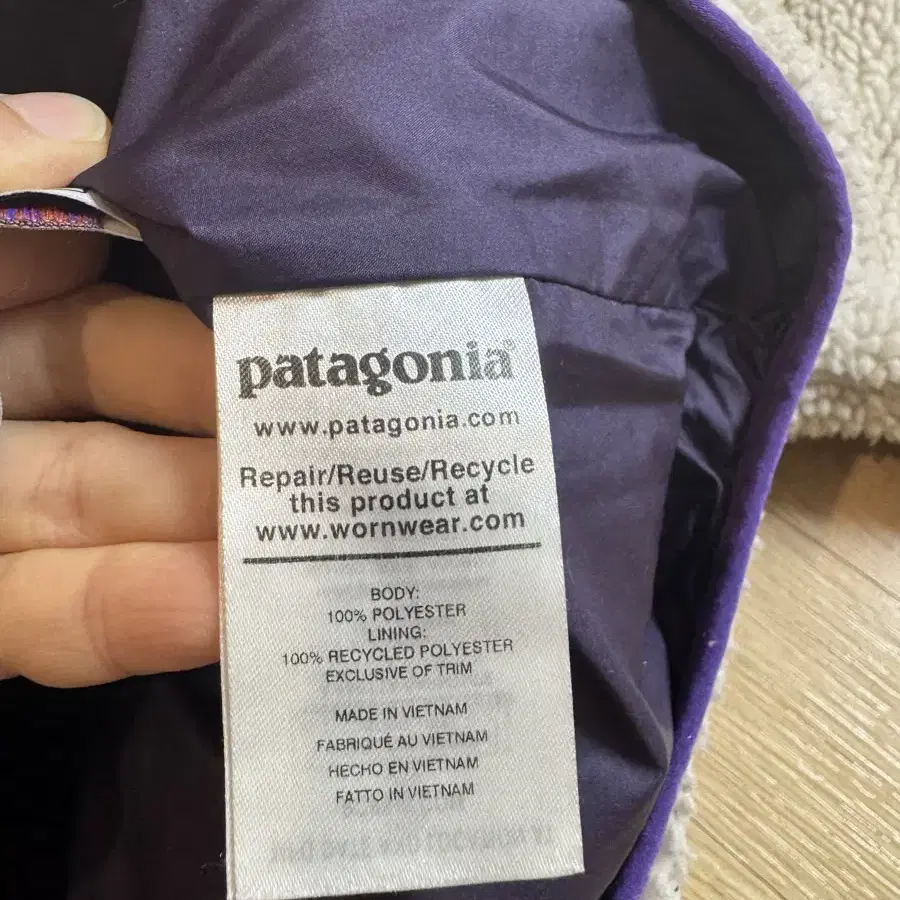 patagonia®
www.patagonia.com
Repair/Reuse/Recycle
this product at
www.wornwear.com
BODY:
100% POLYESTER
LINING:
100% RECYCLED POLYESTER
EXCLUSIVE OF TRIM
MADE IN VIETNAM
FABRIQUÉ AU VIETNAM
HECHO EN VIETNAM
FATTO IN VIETNAM